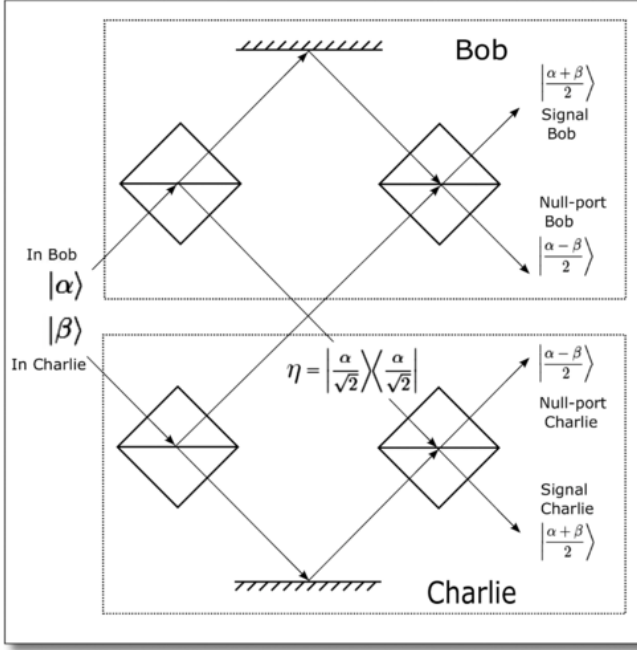 Bob
|α+β/2⟩
Signal
Bob
Null-port
Bob
|α−β/2⟩
In Bob
|α⟩
|β⟩
In Charlie
η = |α/√2⟩⟨α/√2|
|α−β/2⟩
Null-port
Charlie
Signal
Charlie
|α+β/2⟩
Charlie